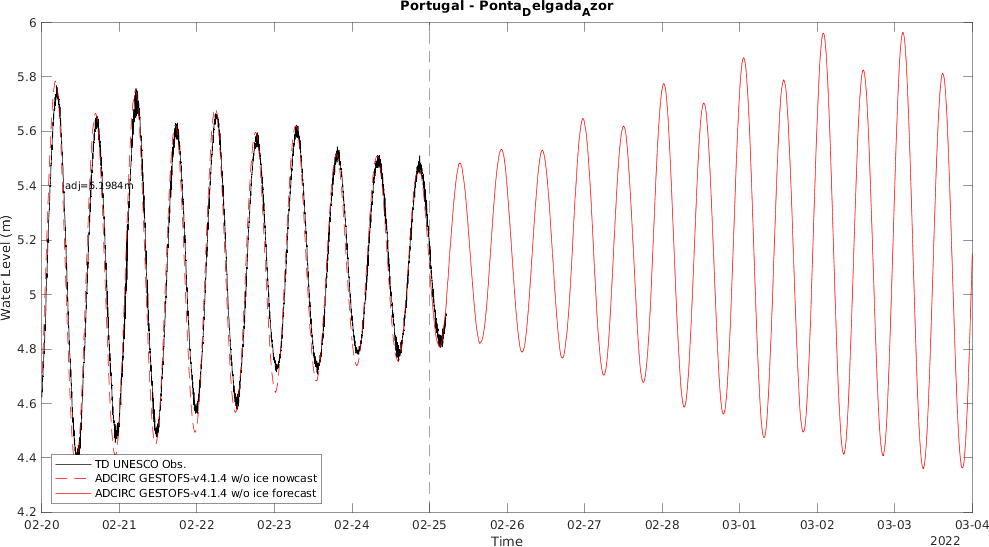 Portugal - PontaDelgadaAzor
6
5.8
5.6
5.4
5.2
5
4.8
4.6
4.4
4.2
Water Level (m)
adj=5.1984m
TD UNESCO Obs.
ADCIRC GESTOFS-v4.1.4 w/o ice nowcast
ADCIRC GESTOFS-v4.1.4 w/o ice forecast
02-20 02-21 02-22 02-23 02-24 02-25 02-26 02-27 02-28 03-01 03-02 03-03 03-04
Time
2022